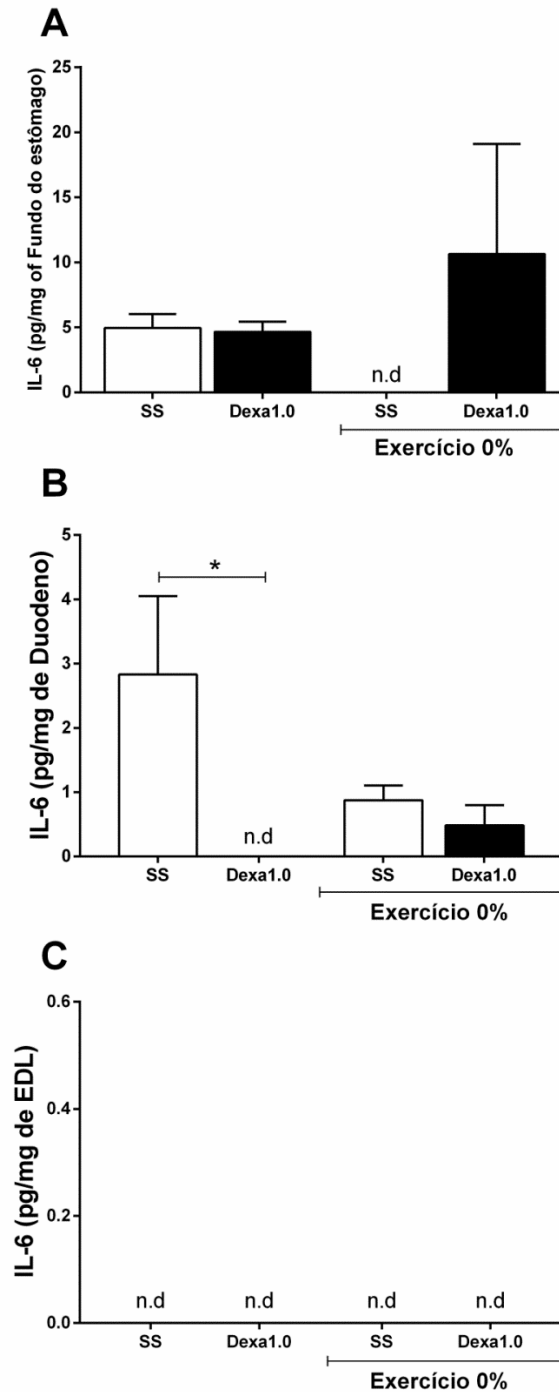 A
IL-6 (pg/mg of Fundo do estômago)
25
20
15
10
5
0
n.d
SS
Dexa1.0
SS
Dexa1.0
Exercício 0%
B
IL-6 (pg/mg de Duodeno)
5
4
3
2
1
0
*
n.d
SS
Dexa1.0
SS
Dexa1.0
Exercício 0%
C
IL-6 (pg/mg de EDL)
0.6
0.4
0.2
0.0
n.d
n.d
n.d
n.d
SS
Dexa1.0
SS
Dexa1.0
Exercício 0%